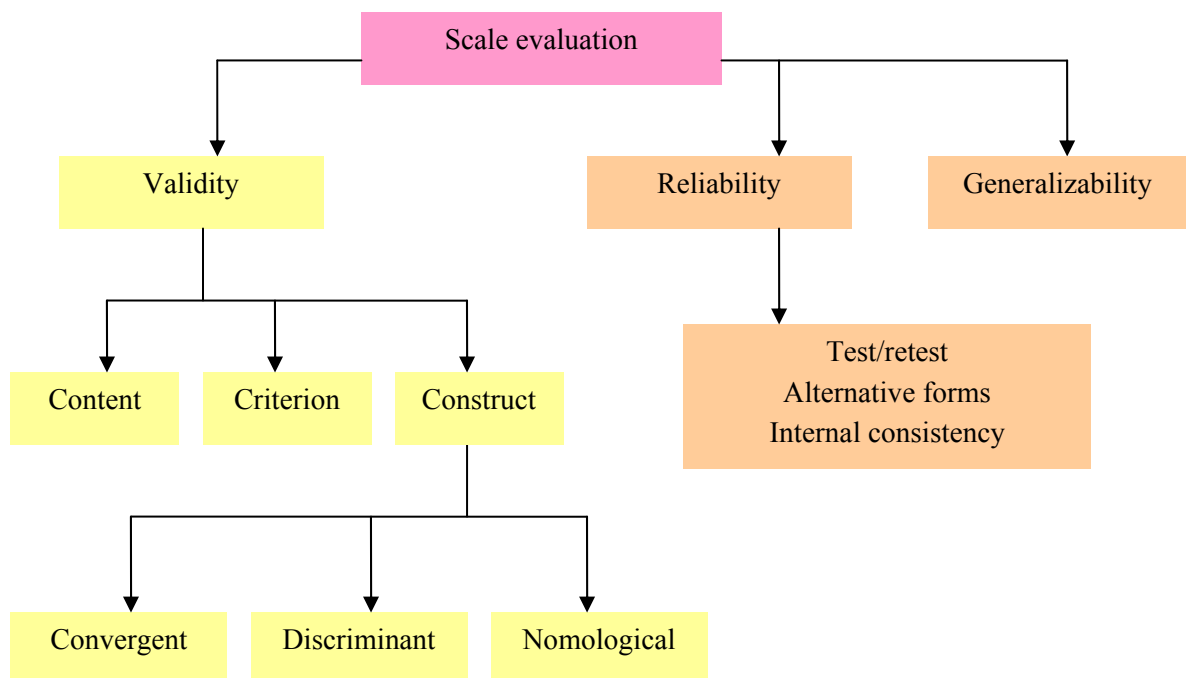 Scale evaluation
Validity
Reliability
Generalizability
Content
Criterion
Construct
Test/retest
Alternative forms
Internal consistency
Convergent
Discriminant
Nomological